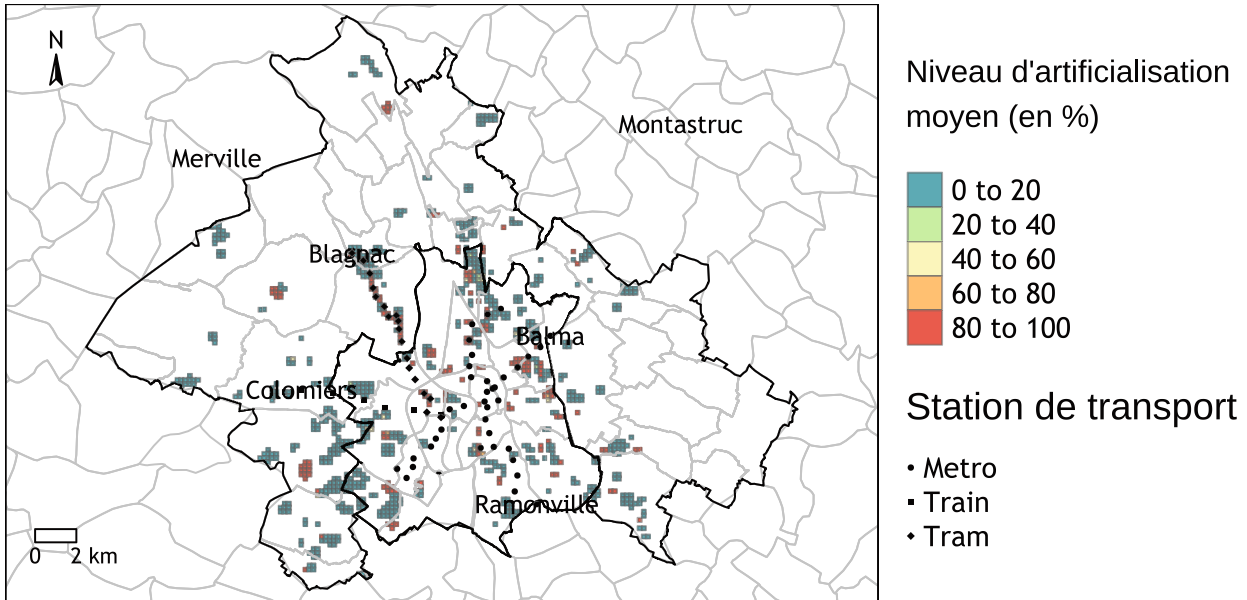 N
Montastruc
Merville
Blagnac
Balma
Colomiers
Ramonville
0 2 km
Niveau d'artificialisation
moyen (en %)
0 to 20
20 to 40
40 to 60
60 to 80
80 to 100
Station de transport
Metro
Train
Tram